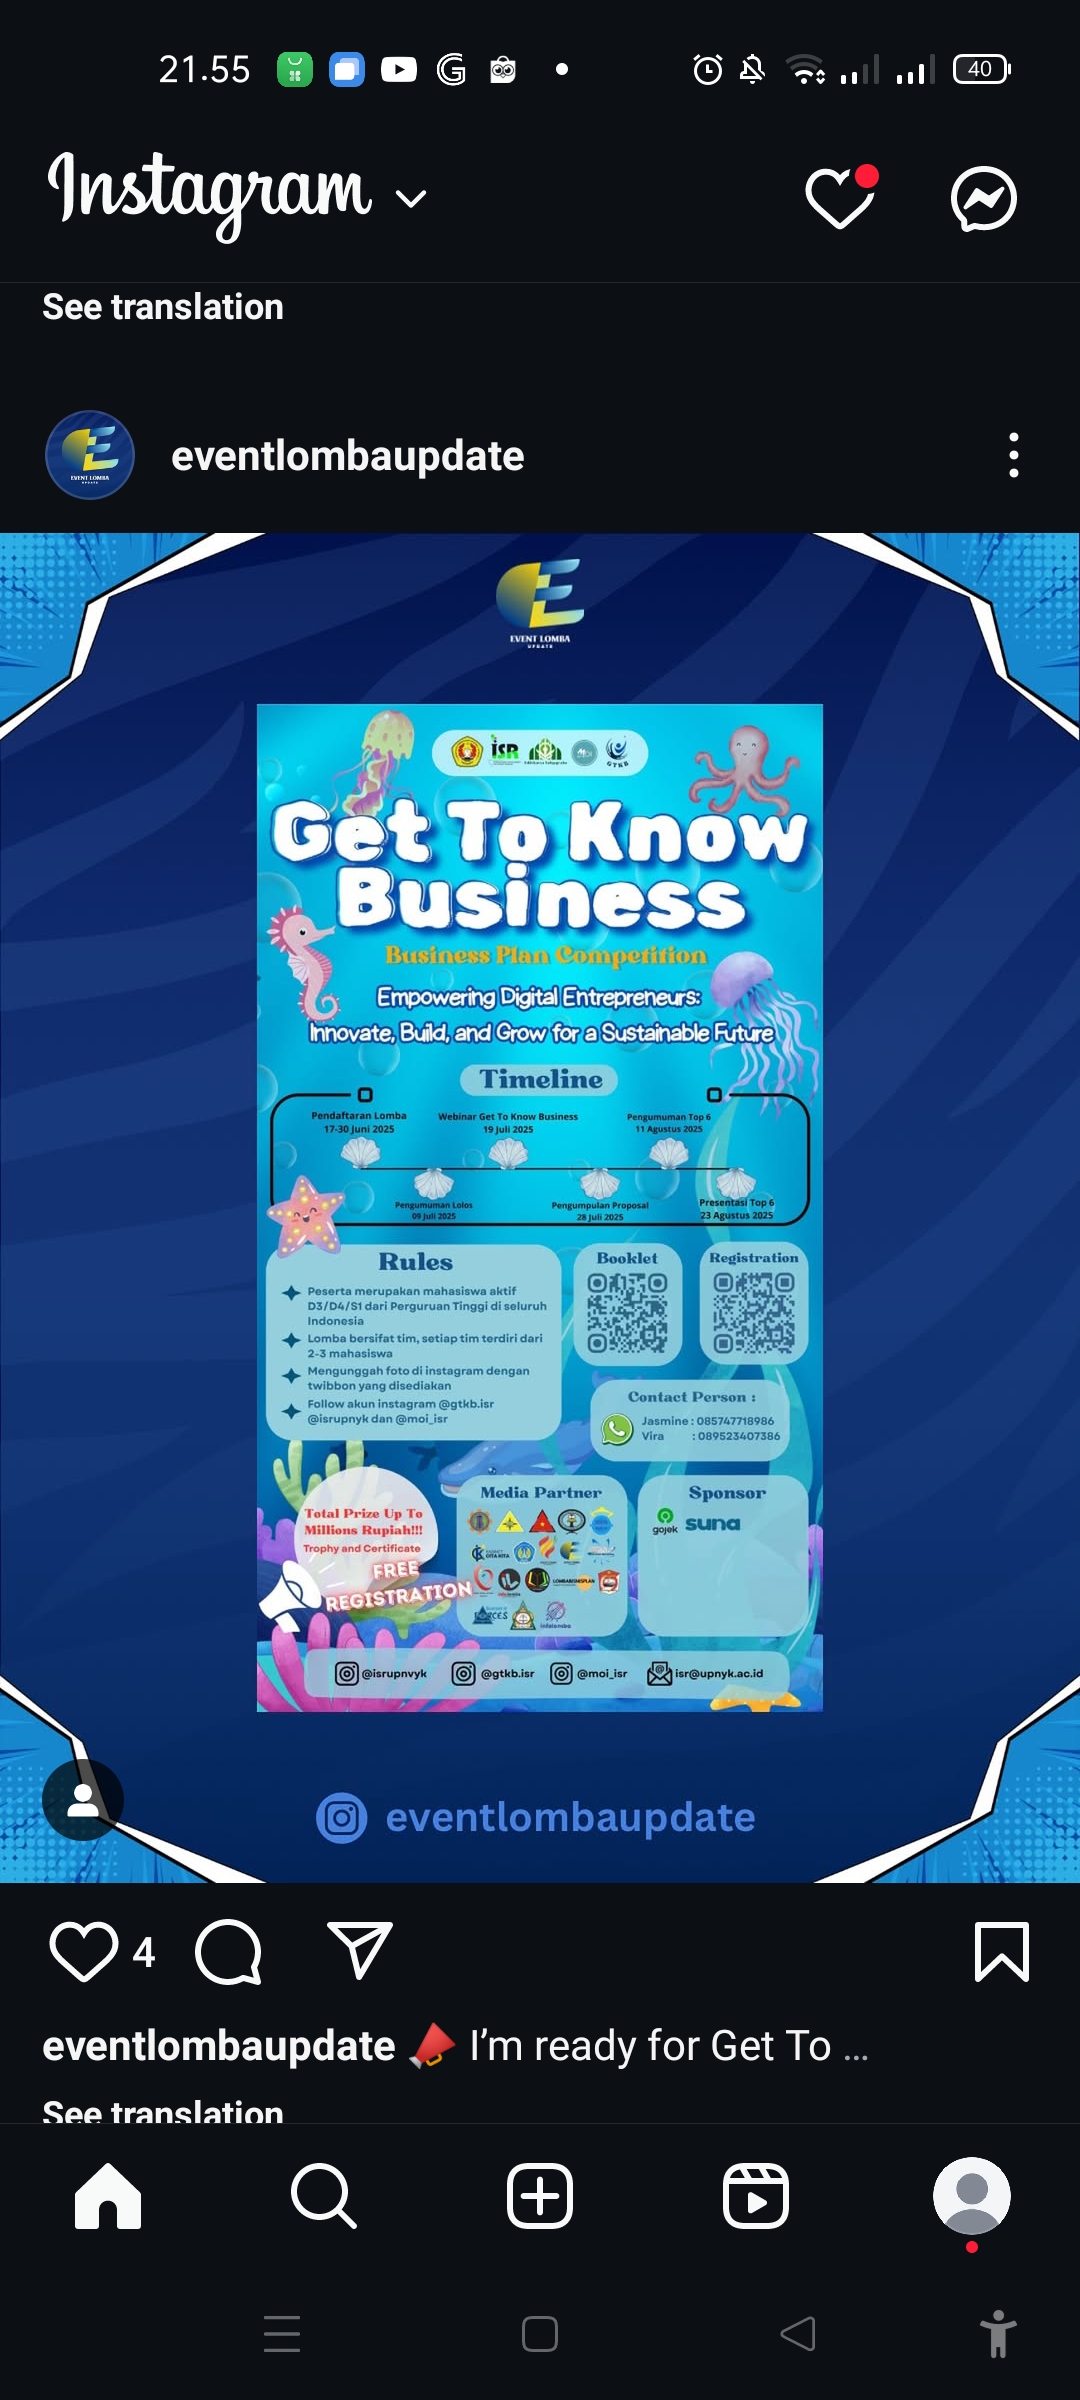 21.55
40
Instagram
See translation
eventlombaupdate
EVENT LOMBA
UPDATE
EVENT LOMBA
UPDATE
ISR
GTKB
Get To Know
Business
Business Plan Competition
Empowering Digital Entrepreneurs:
Innovate, Build, and Grow for a Sustainable Future
Timeline
Pendaftaran Lomba
17-30 Juni 2025
Webinar Get To Know Business
19 Juli 2025
Pengumuman Top 6
11 Agustus 2025
Pengumuman Lolos
09 Juli 2025
Pengumpulan Proposal
28 Juli 2025
Presentasi Top 6
23 Agustus 2025
Rules
Peserta merupakan mahasiswa aktif
D3/D4/S1 dari Perguruan Tinggi di seluruh
Indonesia
Lomba bersifat tim, setiap tim terdiri dari
2-3 mahasiswa
Mengunggah foto di instagram dengan
twibbon yang disediakan
Follow akun instagram @gtkb.isr
@isrupnyk dan @moi_isr
Booklet
Registration
Contact Person :
Jasmine : 085747718986
Vira : 089523407386
Total Prize Up To
Millions Rupiah!!!
Trophy and Certificate
FREE
REGISTRATION
Media Partner
Sponsor
gojek
suna
@isrupnvyk
@gtkb.isr
@moi_isr
isr@upnyk.ac.id
eventlombaupdate
4
eventlombaupdate I'm ready for Get To ...
See translation